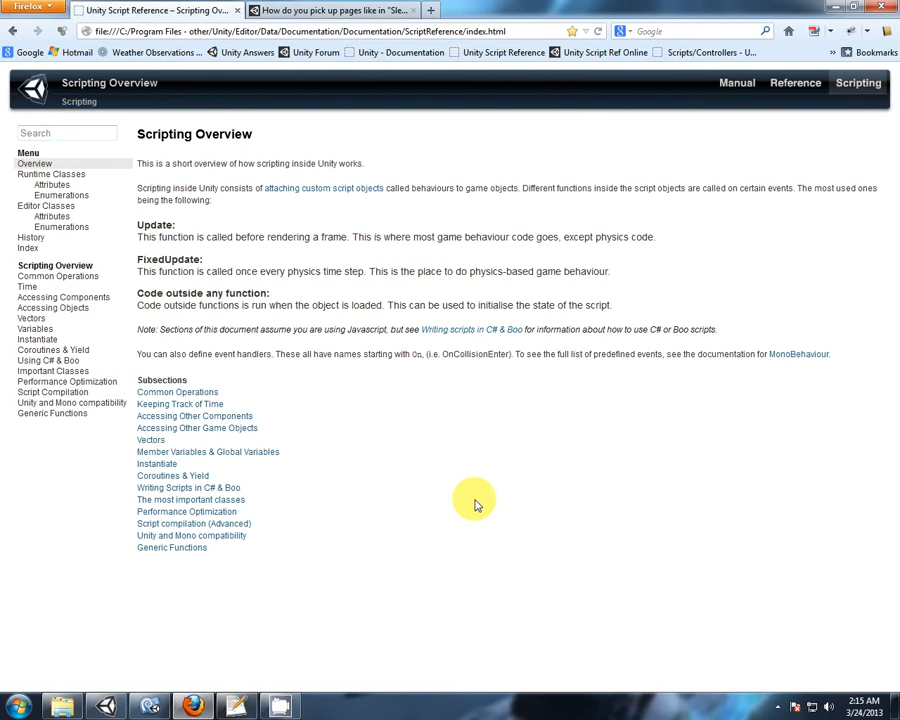 Firefox
Unity Script Reference – Scripting Ov...
How do you pick up pages like in "Sle...
file:///C:/Program Files - other/Unity/Editor/Data/Documentation/Documentation/ScriptReference/index.html
Google
Google Hotmail Weather Observations ... Unity Answers Unity Forum Unity - Documentation Unity Script Reference Unity Script Ref Online Scripts/Controllers - U... » Bookmarks
Scripting Overview
Scripting
Manual Reference Scripting
Search
Menu
Overview
Runtime Classes
Attributes
Enumerations
Editor Classes
Attributes
Enumerations
History
Index
Scripting Overview
Common Operations
Time
Accessing Components
Accessing Objects
Vectors
Variables
Instantiate
Coroutines & Yield
Using C# & Boo
Important Classes
Performance Optimization
Script Compilation
Unity and Mono compatibility
Generic Functions
Scripting Overview
This is a short overview of how scripting inside Unity works.
Scripting inside Unity consists of attaching custom script objects called behaviours to game objects. Different functions inside the script objects are called on certain events. The most used ones
being the following:
Update:
This function is called before rendering a frame. This is where most game behaviour code goes, except physics code.
FixedUpdate:
This function is called once every physics time step. This is the place to do physics-based game behaviour.
Code outside any function:
Code outside functions is run when the object is loaded. This can be used to initialise the state of the script.
Note: Sections of this document assume you are using Javascript, but see Writing scripts in C# & Boo for information about how to use C# or Boo scripts.
You can also define event handlers. These all have names starting with On, (i.e. OnCollisionEnter). To see the full list of predefined events, see the documentation for MonoBehaviour.
Subsections
Common Operations
Keeping Track of Time
Accessing Other Components
Accessing Other Game Objects
Vectors
Member Variables & Global Variables
Instantiate
Coroutines & Yield
Writing Scripts in C# & Boo
The most important classes
Performance Optimization
Script compilation (Advanced)
Unity and Mono compatibility
Generic Functions
2:15 AM
3/24/2013